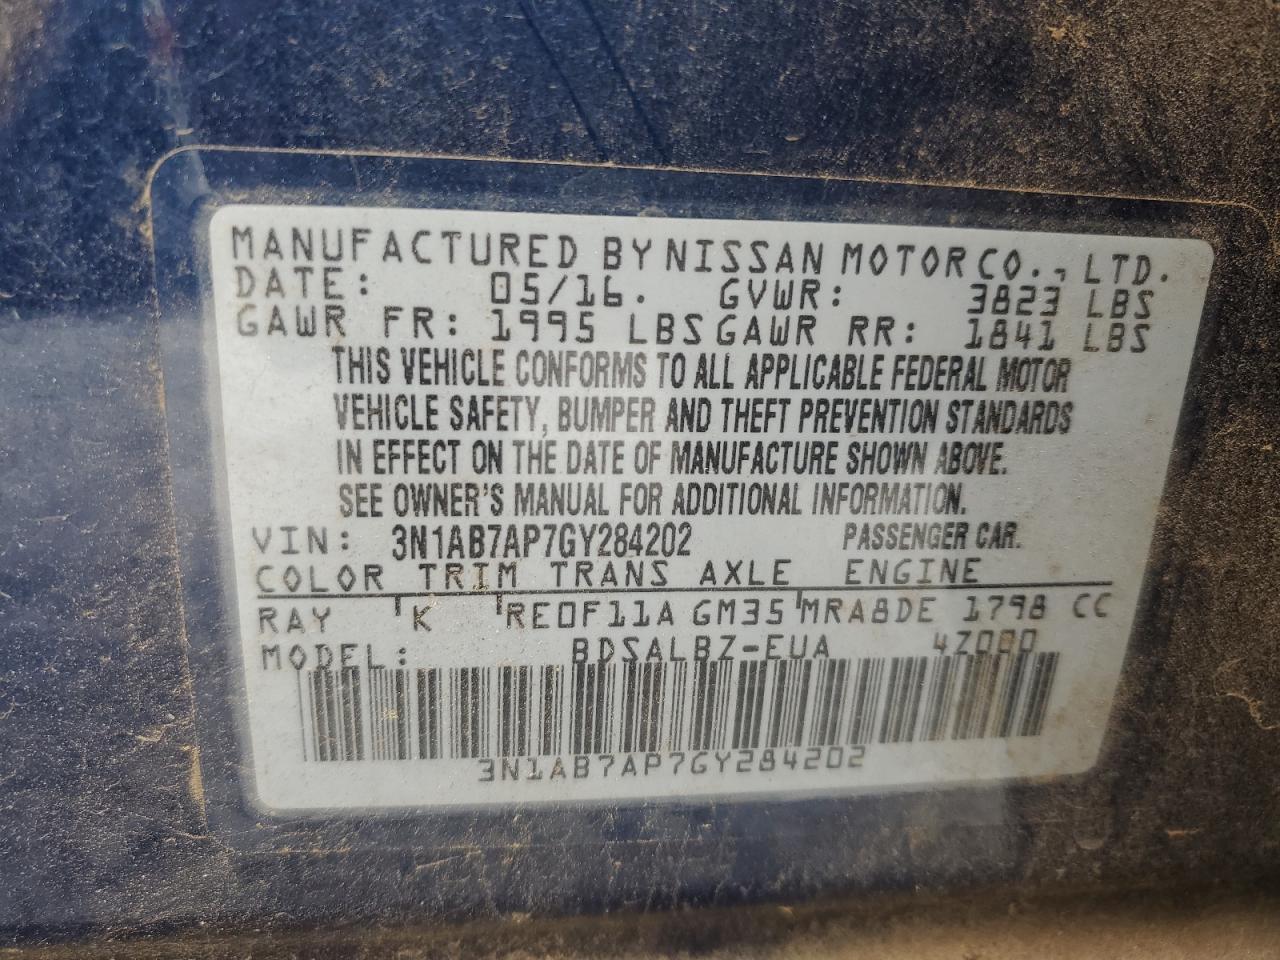 MANUFACTURED BY NISSAN MOTOR CO., LTD.
DATE: 05/16. GVWR: 3823 LBS
GAWR FR: 1995 LBS GAWR RR: 1841 LBS
THIS VEHICLE CONFORMS TO ALL APPLICABLE FEDERAL MOTOR
VEHICLE SAFETY, BUMPER AND THEFT PREVENTION STANDARDS
IN EFFECT ON THE DATE OF MANUFACTURE SHOWN ABOVE.
SEE OWNER'S MANUAL FOR ADDITIONAL INFORMATION.
VIN: 3N1AB7AP7GY284202 PASSENGER CAR.
COLOR TRIM TRANS AXLE ENGINE
RAY K RE0F11A GM35 MRA8DE 1798 CC
MODEL: BDSALBZ-EUA 4Z000
3N1AB7AP7GY284202